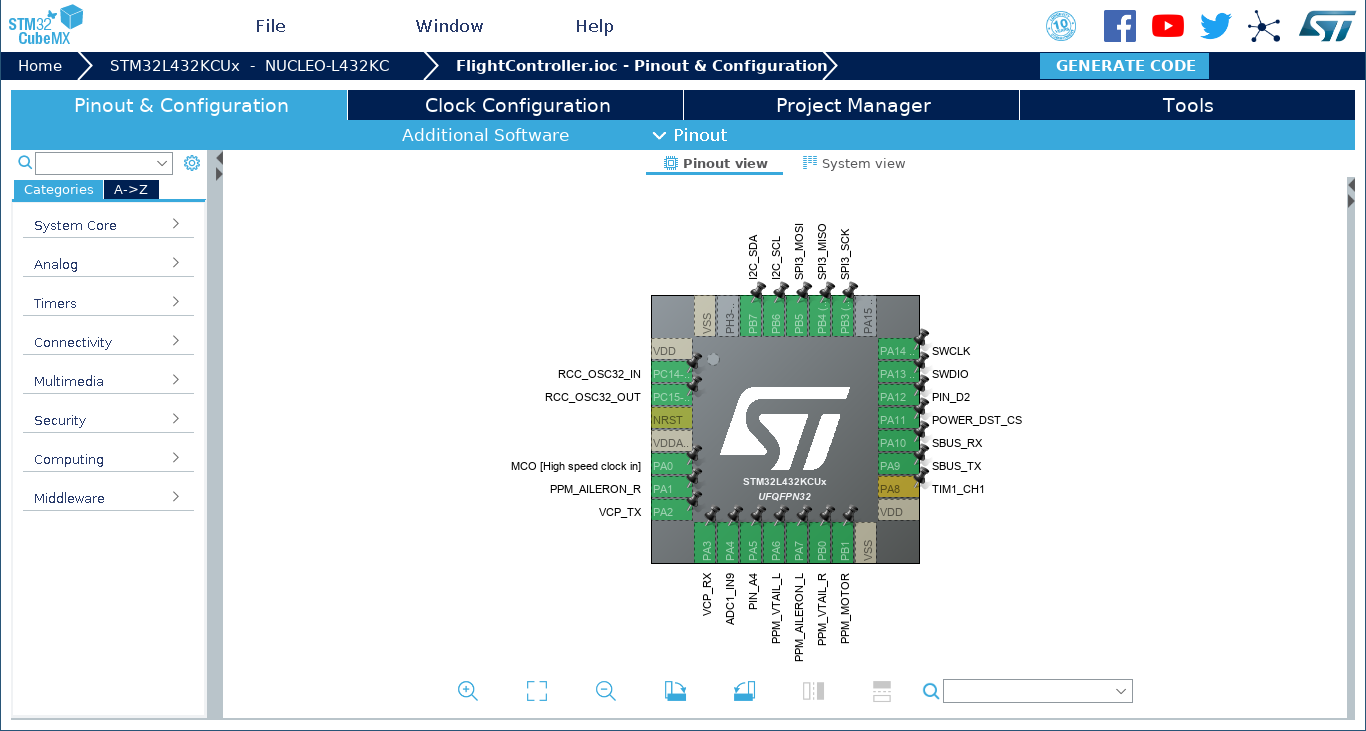 STM32
CubeMX
File
Window
Help
10
ST
Home
STM32L432KCUx - NUCLEO-L432KC
FlightController.ioc - Pinout & Configuration
GENERATE CODE
Pinout & Configuration
Clock Configuration
Project Manager
Tools
Additional Software
Pinout
Pinout view
System view
Categories
A->Z
System Core
Analog
Timers
Connectivity
Multimedia
Security
Computing
Middleware
I2C_SDA
I2C_SCL
SPI3_MOSI
SPI3_MISO
SPI3_SCK
VSS
PH3-..
PB7
PB6
PB5
PB4 (..
PB3 (..
PA15 ..
VDD
RCC_OSC32_IN
PC14-..
RCC_OSC32_OUT
PC15-..
NRST
VDDA..
MCO [High speed clock in]
PA0
PPM_AILERON_R
PA1
VCP_TX
PA2
ST
STM32L432KCUx
UFQFPN32
PA14 ..
SWCLK
PA13 ..
SWDIO
PA12
PIN_D2
PA11
POWER_DST_CS
PA10
SBUS_RX
PA9
SBUS_TX
PA8
TIM1_CH1
VDD
PA3
PA4
PA5
PA6
PA7
PB0
PB1
VSS
VCP_RX
ADC1_IN9
PIN_A4
PPM_VTAIL_L
PPM_AILERON_L
PPM_VTAIL_R
PPM_MOTOR